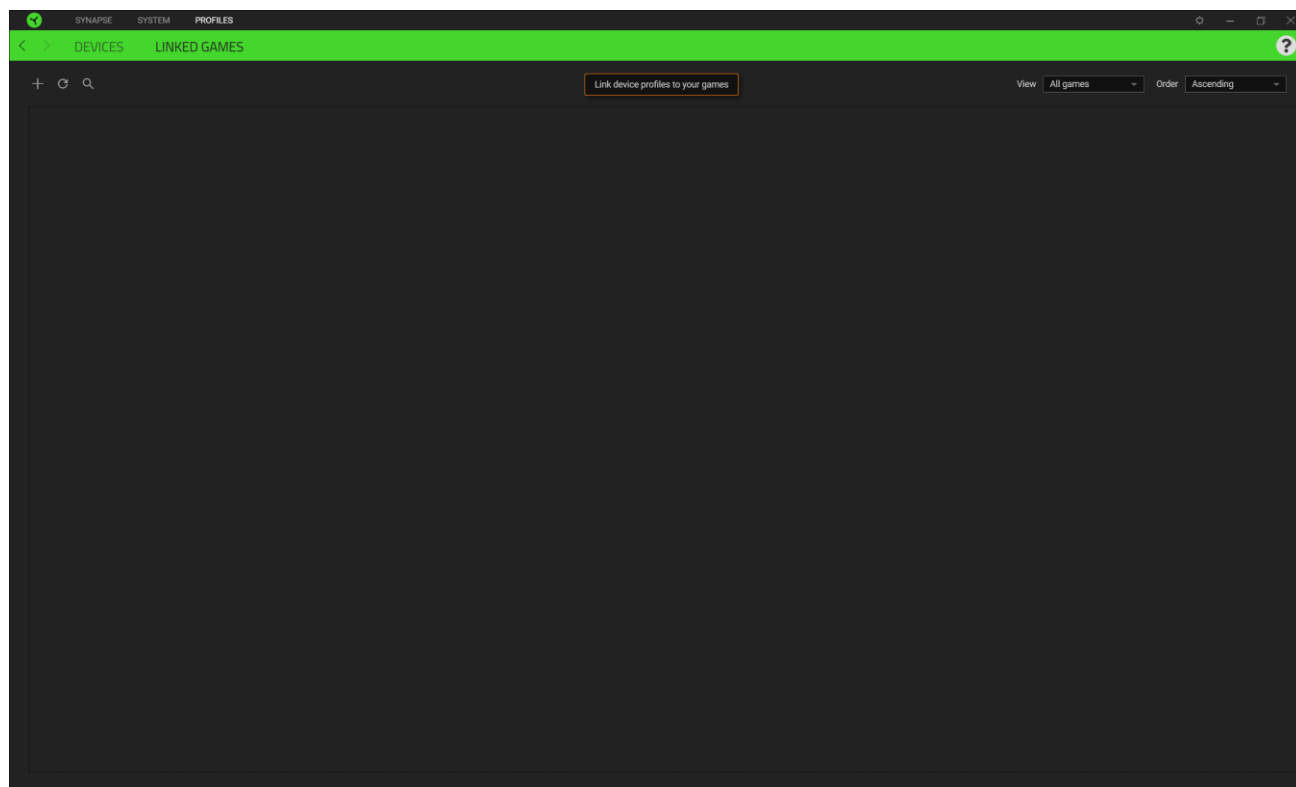 SYNAPSE SYSTEM PROFILES
DEVICES LINKED GAMES ?
Link device profiles to your games View All games Order Ascending